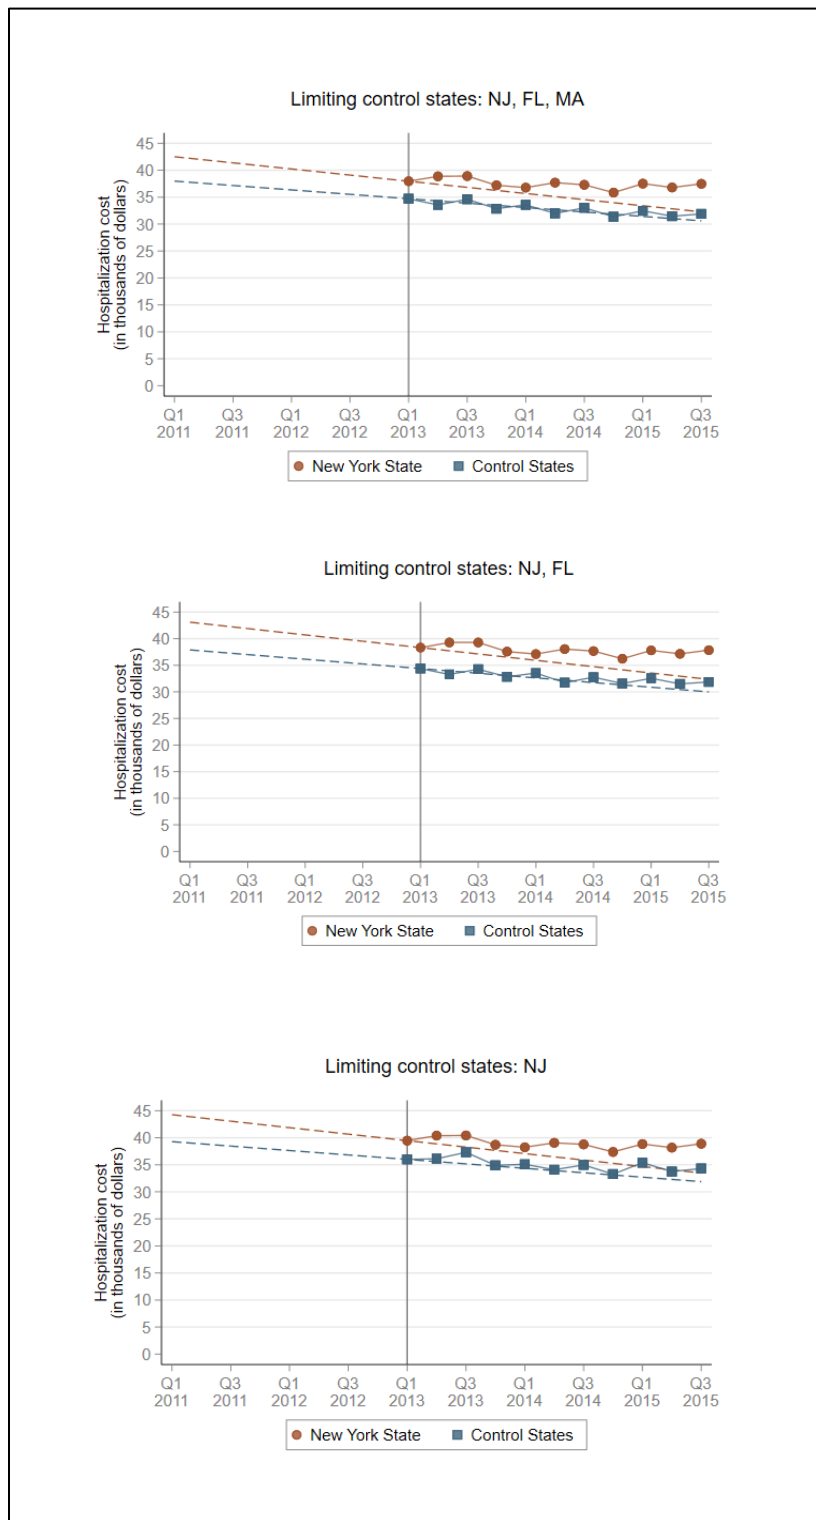 Limiting control states: NJ, FL, MA
Hospitalization cost
(in thousands of dollars)
45
40
35
30
25
20
15
10
5
0
Q1 Q3 Q1 Q3 Q1 Q3 Q1 Q3 Q1 Q3
2011 2011 2012 2012 2013 2013 2014 2014 2015 2015
New York State Control States
Limiting control states: NJ, FL
Hospitalization cost
(in thousands of dollars)
45
40
35
30
25
20
15
10
5
0
Q1 Q3 Q1 Q3 Q1 Q3 Q1 Q3 Q1 Q3
2011 2011 2012 2012 2013 2013 2014 2014 2015 2015
New York State Control States
Limiting control states: NJ
Hospitalization cost
(in thousands of dollars)
45
40
35
30
25
20
15
10
5
0
Q1 Q3 Q1 Q3 Q1 Q3 Q1 Q3 Q1 Q3
2011 2011 2012 2012 2013 2013 2014 2014 2015 2015
New York State Control States